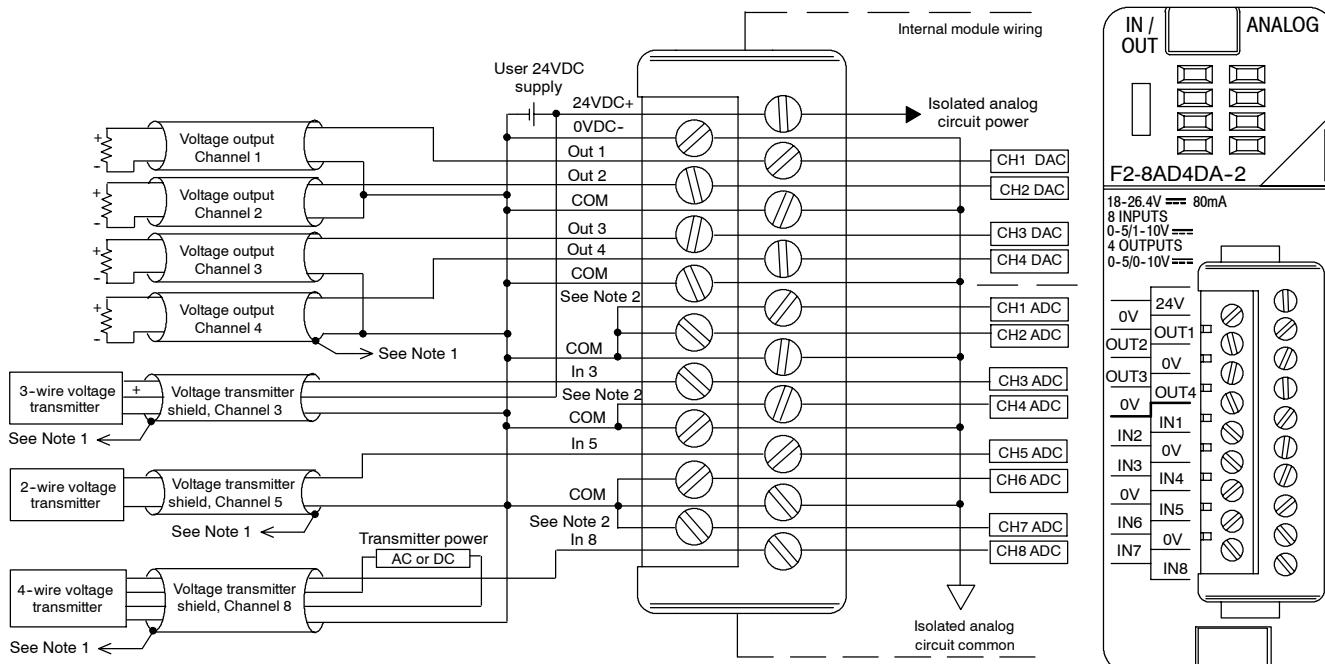 Internal module wiring
User 24VDC
supply
24VDC+
0VDC-
Out 1
Out 2
COM
Out 3
Out 4
COM
See Note 2
COM
In 3
See Note 2
COM
In 5
COM
See Note 2
In 8
+
-
Voltage output
Channel 1
+
-
Voltage output
Channel 2
+
-
Voltage output
Channel 3
+
-
Voltage output
Channel 4
See Note 1
3-wire voltage
transmitter
+
Voltage transmitter
shield, Channel 3
See Note 1
2-wire voltage
transmitter
Voltage transmitter
shield, Channel 5
See Note 1
Transmitter power
AC or DC
4-wire voltage
transmitter
Voltage transmitter
shield, Channel 8
See Note 1
Isolated analog
circuit power
CH1 DAC
CH2 DAC
CH3 DAC
CH4 DAC
CH1 ADC
CH2 ADC
CH3 ADC
CH4 ADC
CH5 ADC
CH6 ADC
CH7 ADC
CH8 ADC
Isolated analog
circuit common
IN /
OUT
ANALOG
F2-8AD4DA-2
18-26.4V 80mA
8 INPUTS
0-5/1-10V
4 OUTPUTS
0-5/0-10V
24V
0V
OUT1
OUT2
0V
OUT3
OUT4
0V
IN1
IN2
0V
IN3
IN4
0V
IN5
IN6
0V
IN7
IN8